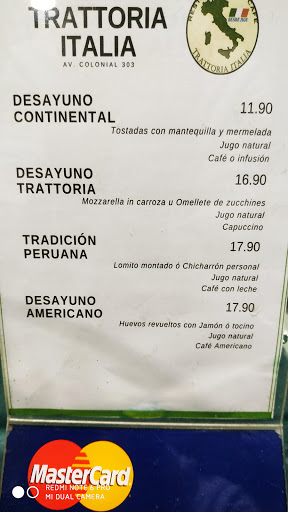 TRATTORIA
ITALIA
AV. COLONIAL 303
CAFÉ
TRATTORIA ITALIA
DESAYUNO
CONTINENTAL
11.90
Tostadas con mantequilla y mermelada
Jugo natural
Café o infusión
DESAYUNO
TRATTORIA
16.90
Mozzarella in carroza u Omellete de zucchines
Jugo natural
Capuccino
TRADICIÓN
PERUANA
17.90
Lomito montado ó Chicharrón personal
Jugo natural
Café con leche
DESAYUNO
AMERICANO
17.90
Huevos revueltos con Jamón ó tocino
Jugo natural
Café Americano
MasterCard
REDMI NOTE 6 PRO
MI DUAL CAMERA